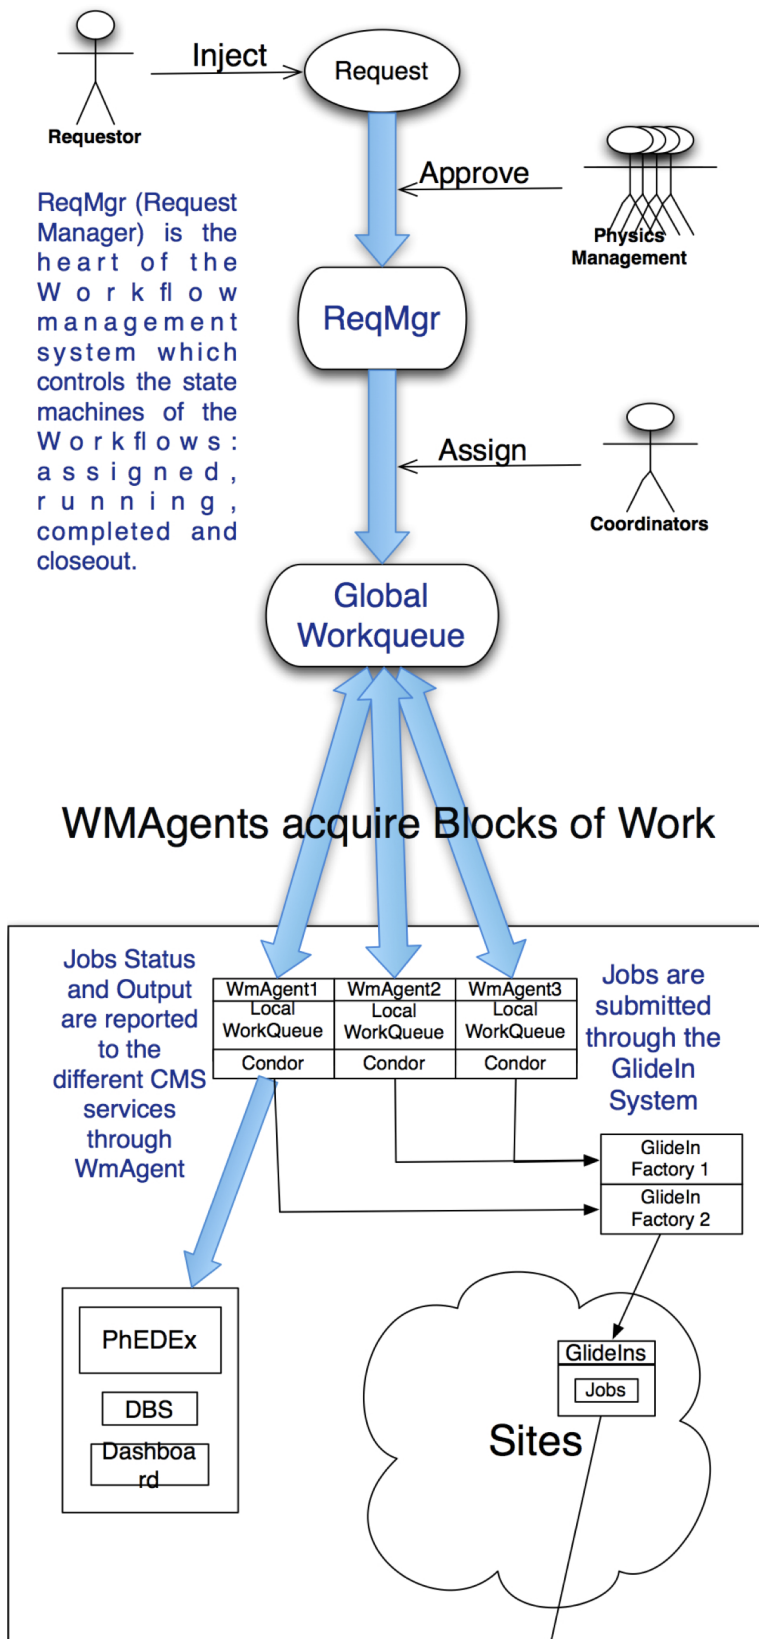 Inject
Request
Requestor
Approve
Physics
Management
ReqMgr (Request
Manager) is the
heart of the
Workflow
management
system which
controls the state
machines of the
Workflows:
assigned,
running,
completed and
closeout.
ReqMgr
Assign
Coordinators
Global
Workqueue
WMAgents acquire Blocks of Work
Jobs Status
and Output
are reported
to the
different CMS
services
through
WmAgent
WmAgent1
Local
WorkQueue
Condor
WmAgent2
Local
WorkQueue
Condor
WmAgent3
Local
WorkQueue
Condor
Jobs are
submitted
through the
GlideIn
System
GlideIn
Factory 1
GlideIn
Factory 2
PhEDEx
DBS
Dashboa
rd
GlideIns
Jobs
Sites